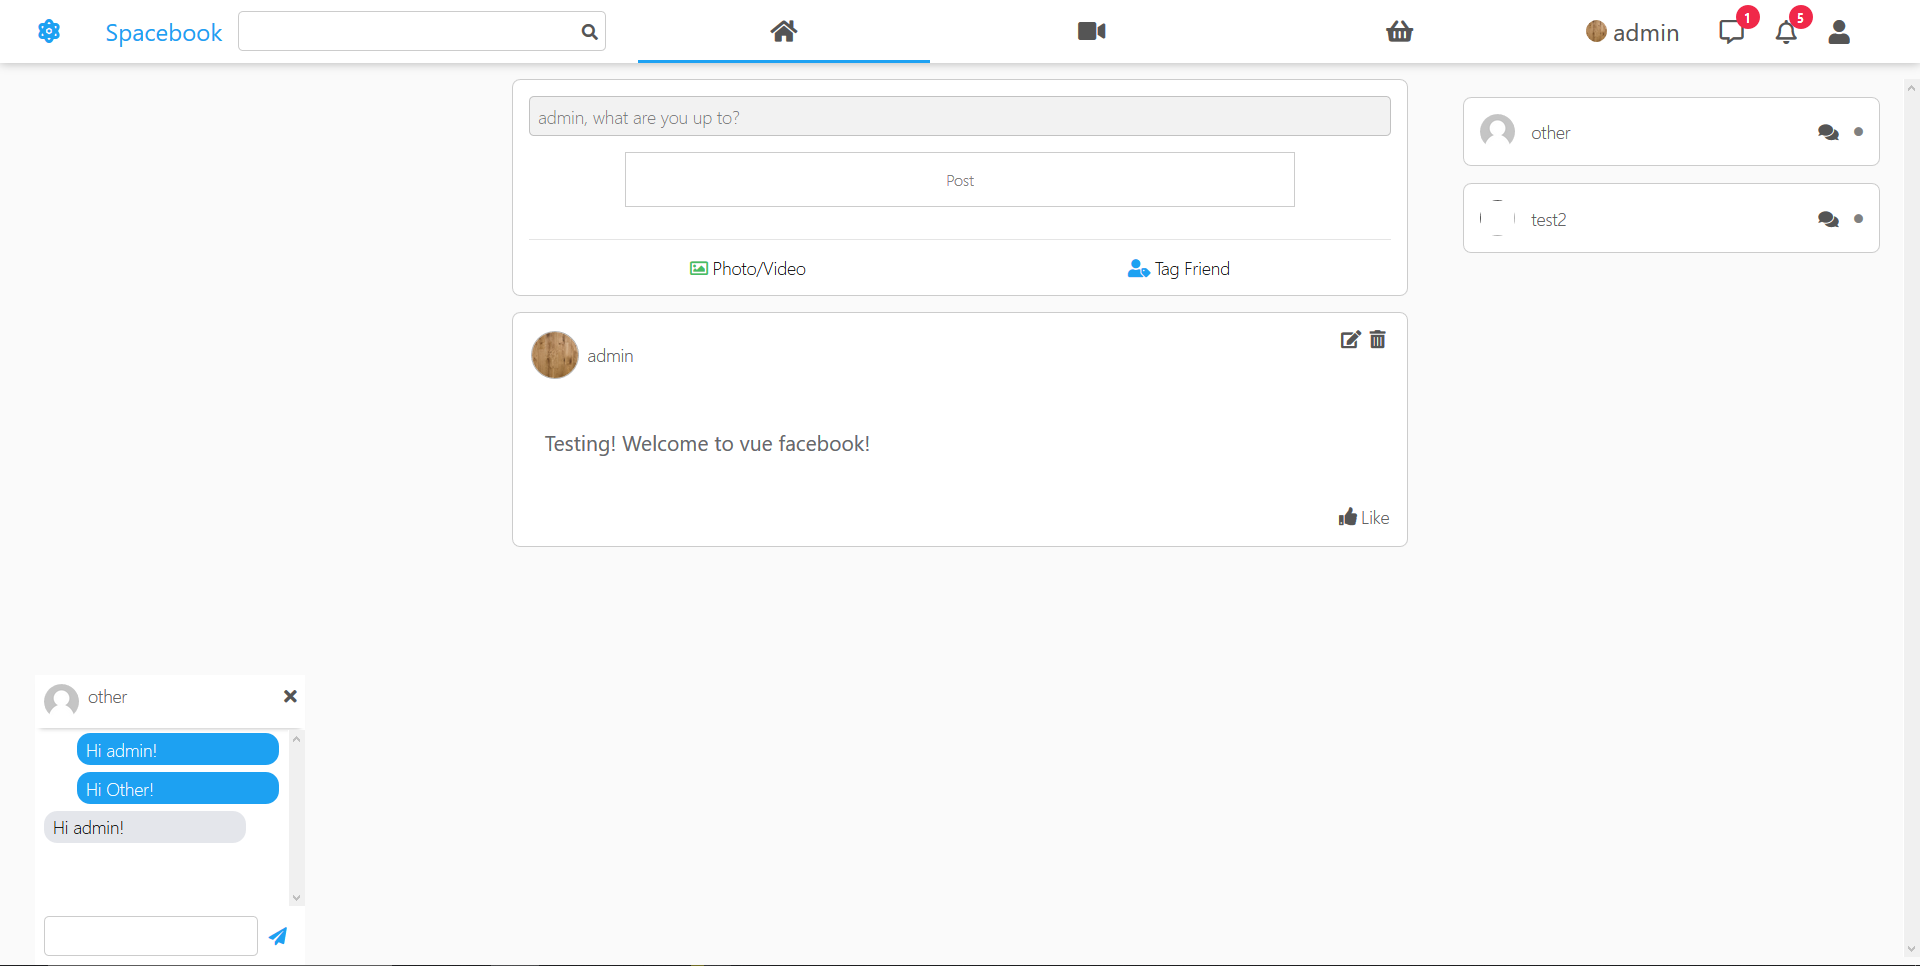 Spacebook
admin
1
5
admin, what are you up to?
Post
Photo/Video
Tag Friend
admin
Testing! Welcome to vue facebook!
Like
other
test2
other
Hi admin!
Hi Other!
Hi admin!